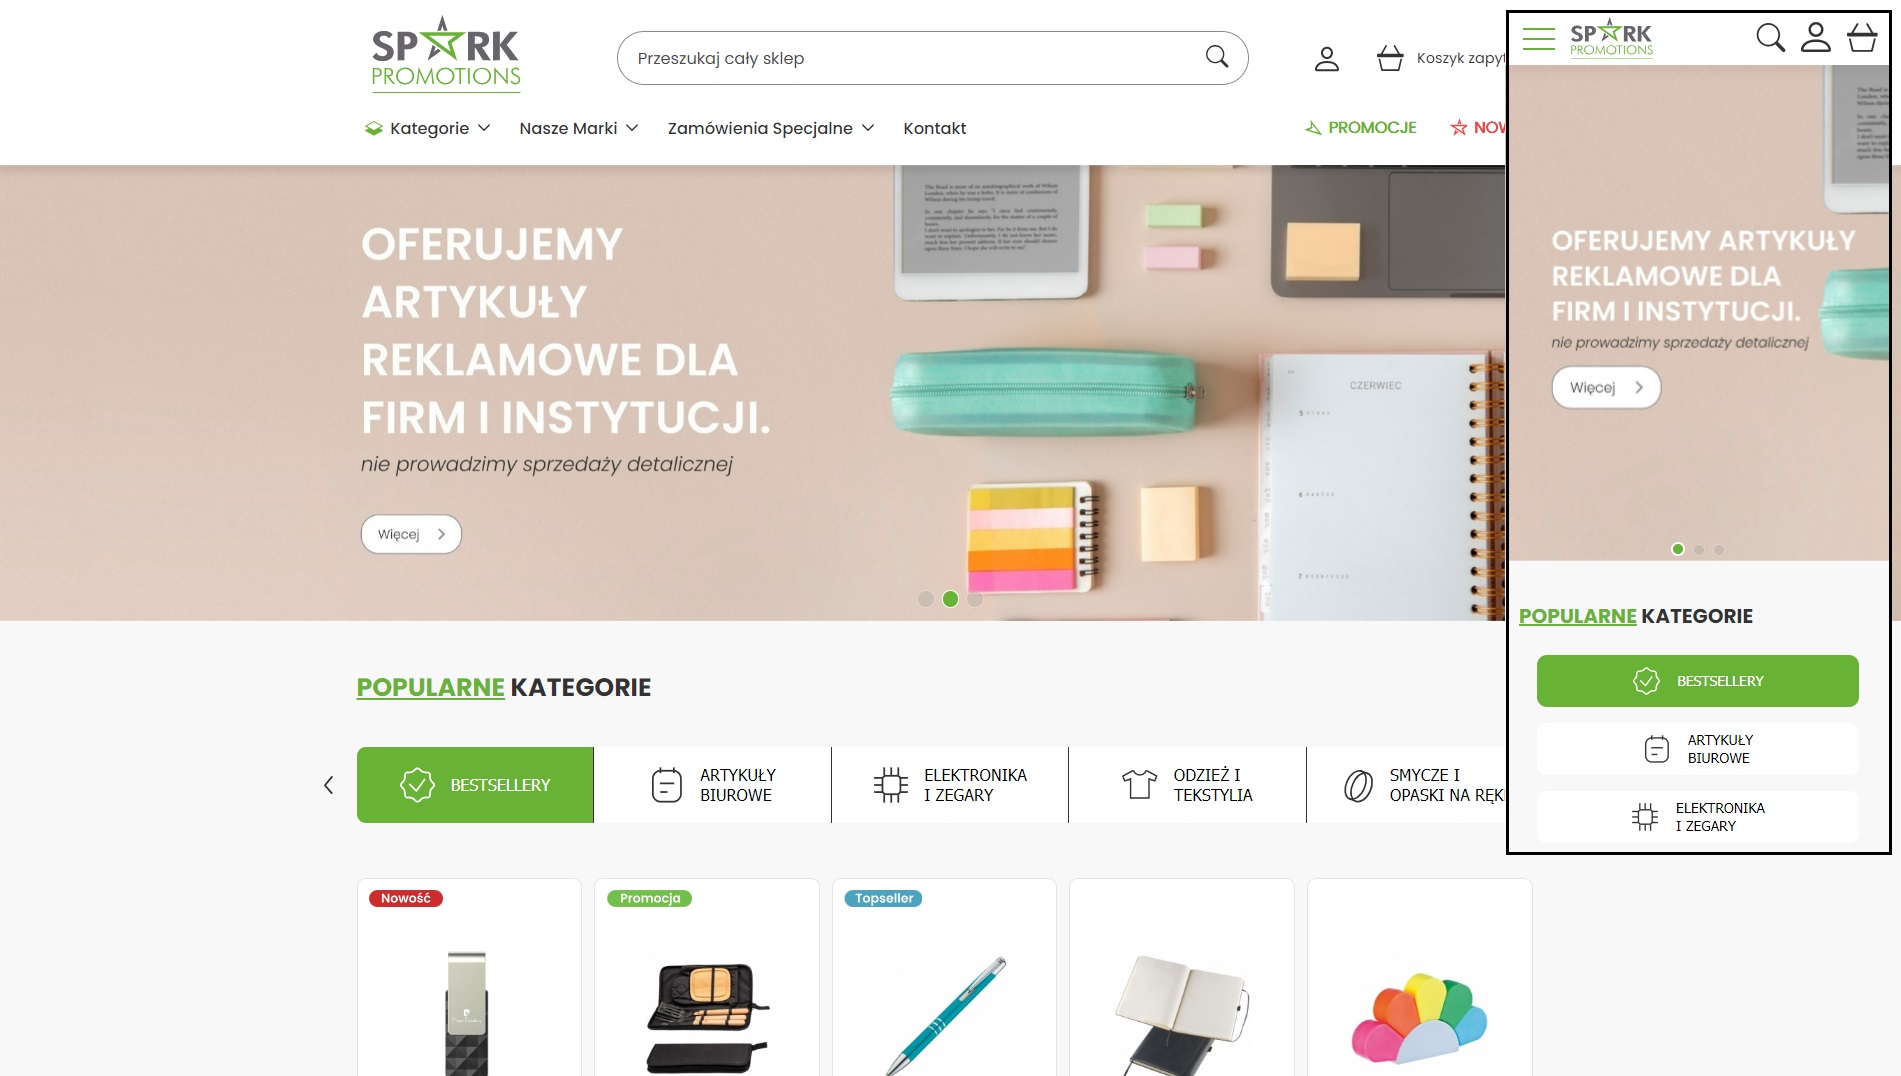 SPARK
PROMOTIONS
Przeszukaj cały sklep
Koszyk zapyt
Kategorie
Nasze Marki
Zamówienia Specjalne
Kontakt
PROMOCJE
NOW
OFERUJEMY
ARTYKUŁY
REKLAMOWE DLA
FIRM I INSTYTUCJI.
nie prowadzimy sprzedaży detalicznej
Więcej
CZERWIEC
5
6
7
POPULARNE KATEGORIE
BESTSELLERY
ARTYKUŁY
BIUROWE
ELEKTRONIKA
I ZEGARY
ODZIEŻ I
TEKSTYLIA
SMYCZE I
OPASKI NA RĘK
Nowość
Promocja
Topseller
SPARK
PROMOTIONS
OFERUJEMY ARTYKUŁY
REKLAMOWE DLA
FIRM I INSTYTUCJI.
nie prowadzimy sprzedaży detalicznej
Więcej
POPULARNE KATEGORIE
BESTSELLERY
ARTYKUŁY
BIUROWE
ELEKTRONIKA
I ZEGARY